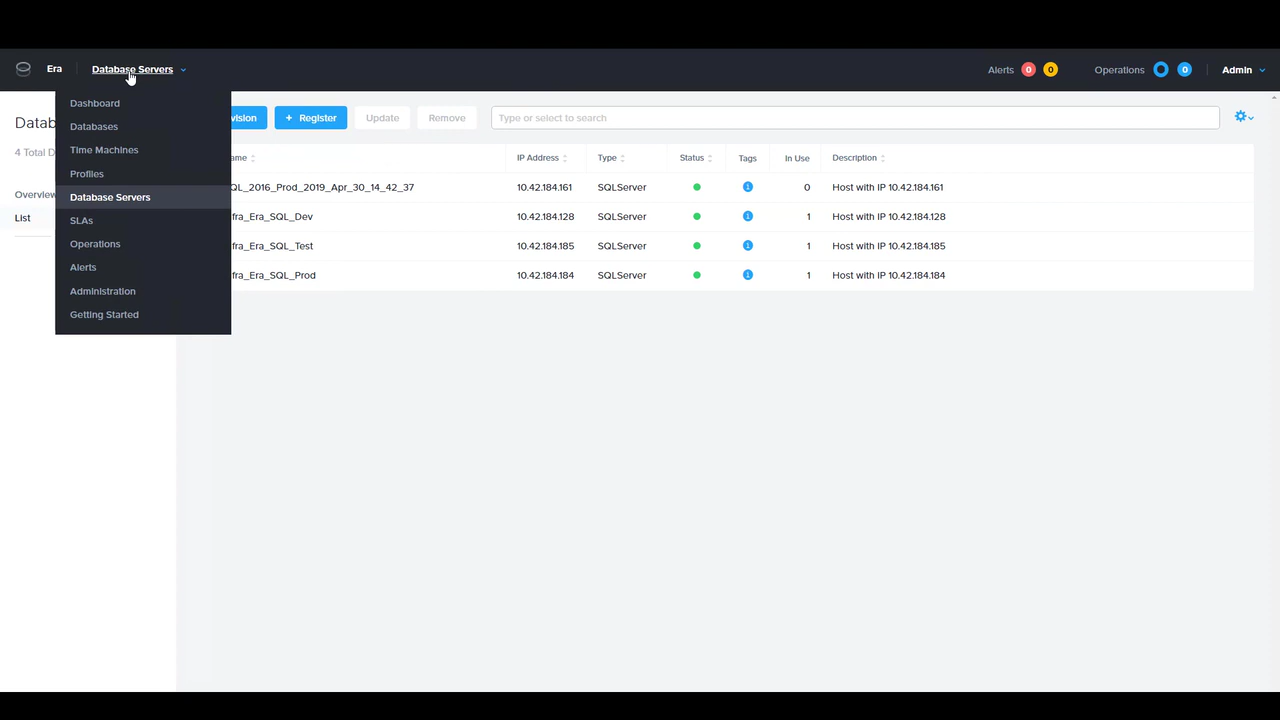 Era Database Servers Alerts 0 0 Operations 0 Admin
Dashboard
Databases
Time Machines
Profiles
Database Servers
SLAs
Operations
Alerts
Administration
Getting Started
Datab
4 Total D
Overview
List
vision + Register Update Remove Type or select to search
ame IP Address Type Status Tags In Use Description
QL_2016_Prod_2019_Apr_30_14_42_37 10.42.184.161 SQLServer 1 0 Host with IP 10.42.184.161
fra_Era_SQL_Dev 10.42.184.128 SQLServer 1 1 Host with IP 10.42.184.128
fra_Era_SQL_Test 10.42.184.185 SQLServer 1 1 Host with IP 10.42.184.185
fra_Era_SQL_Prod 10.42.184.184 SQLServer 1 1 Host with IP 10.42.184.184